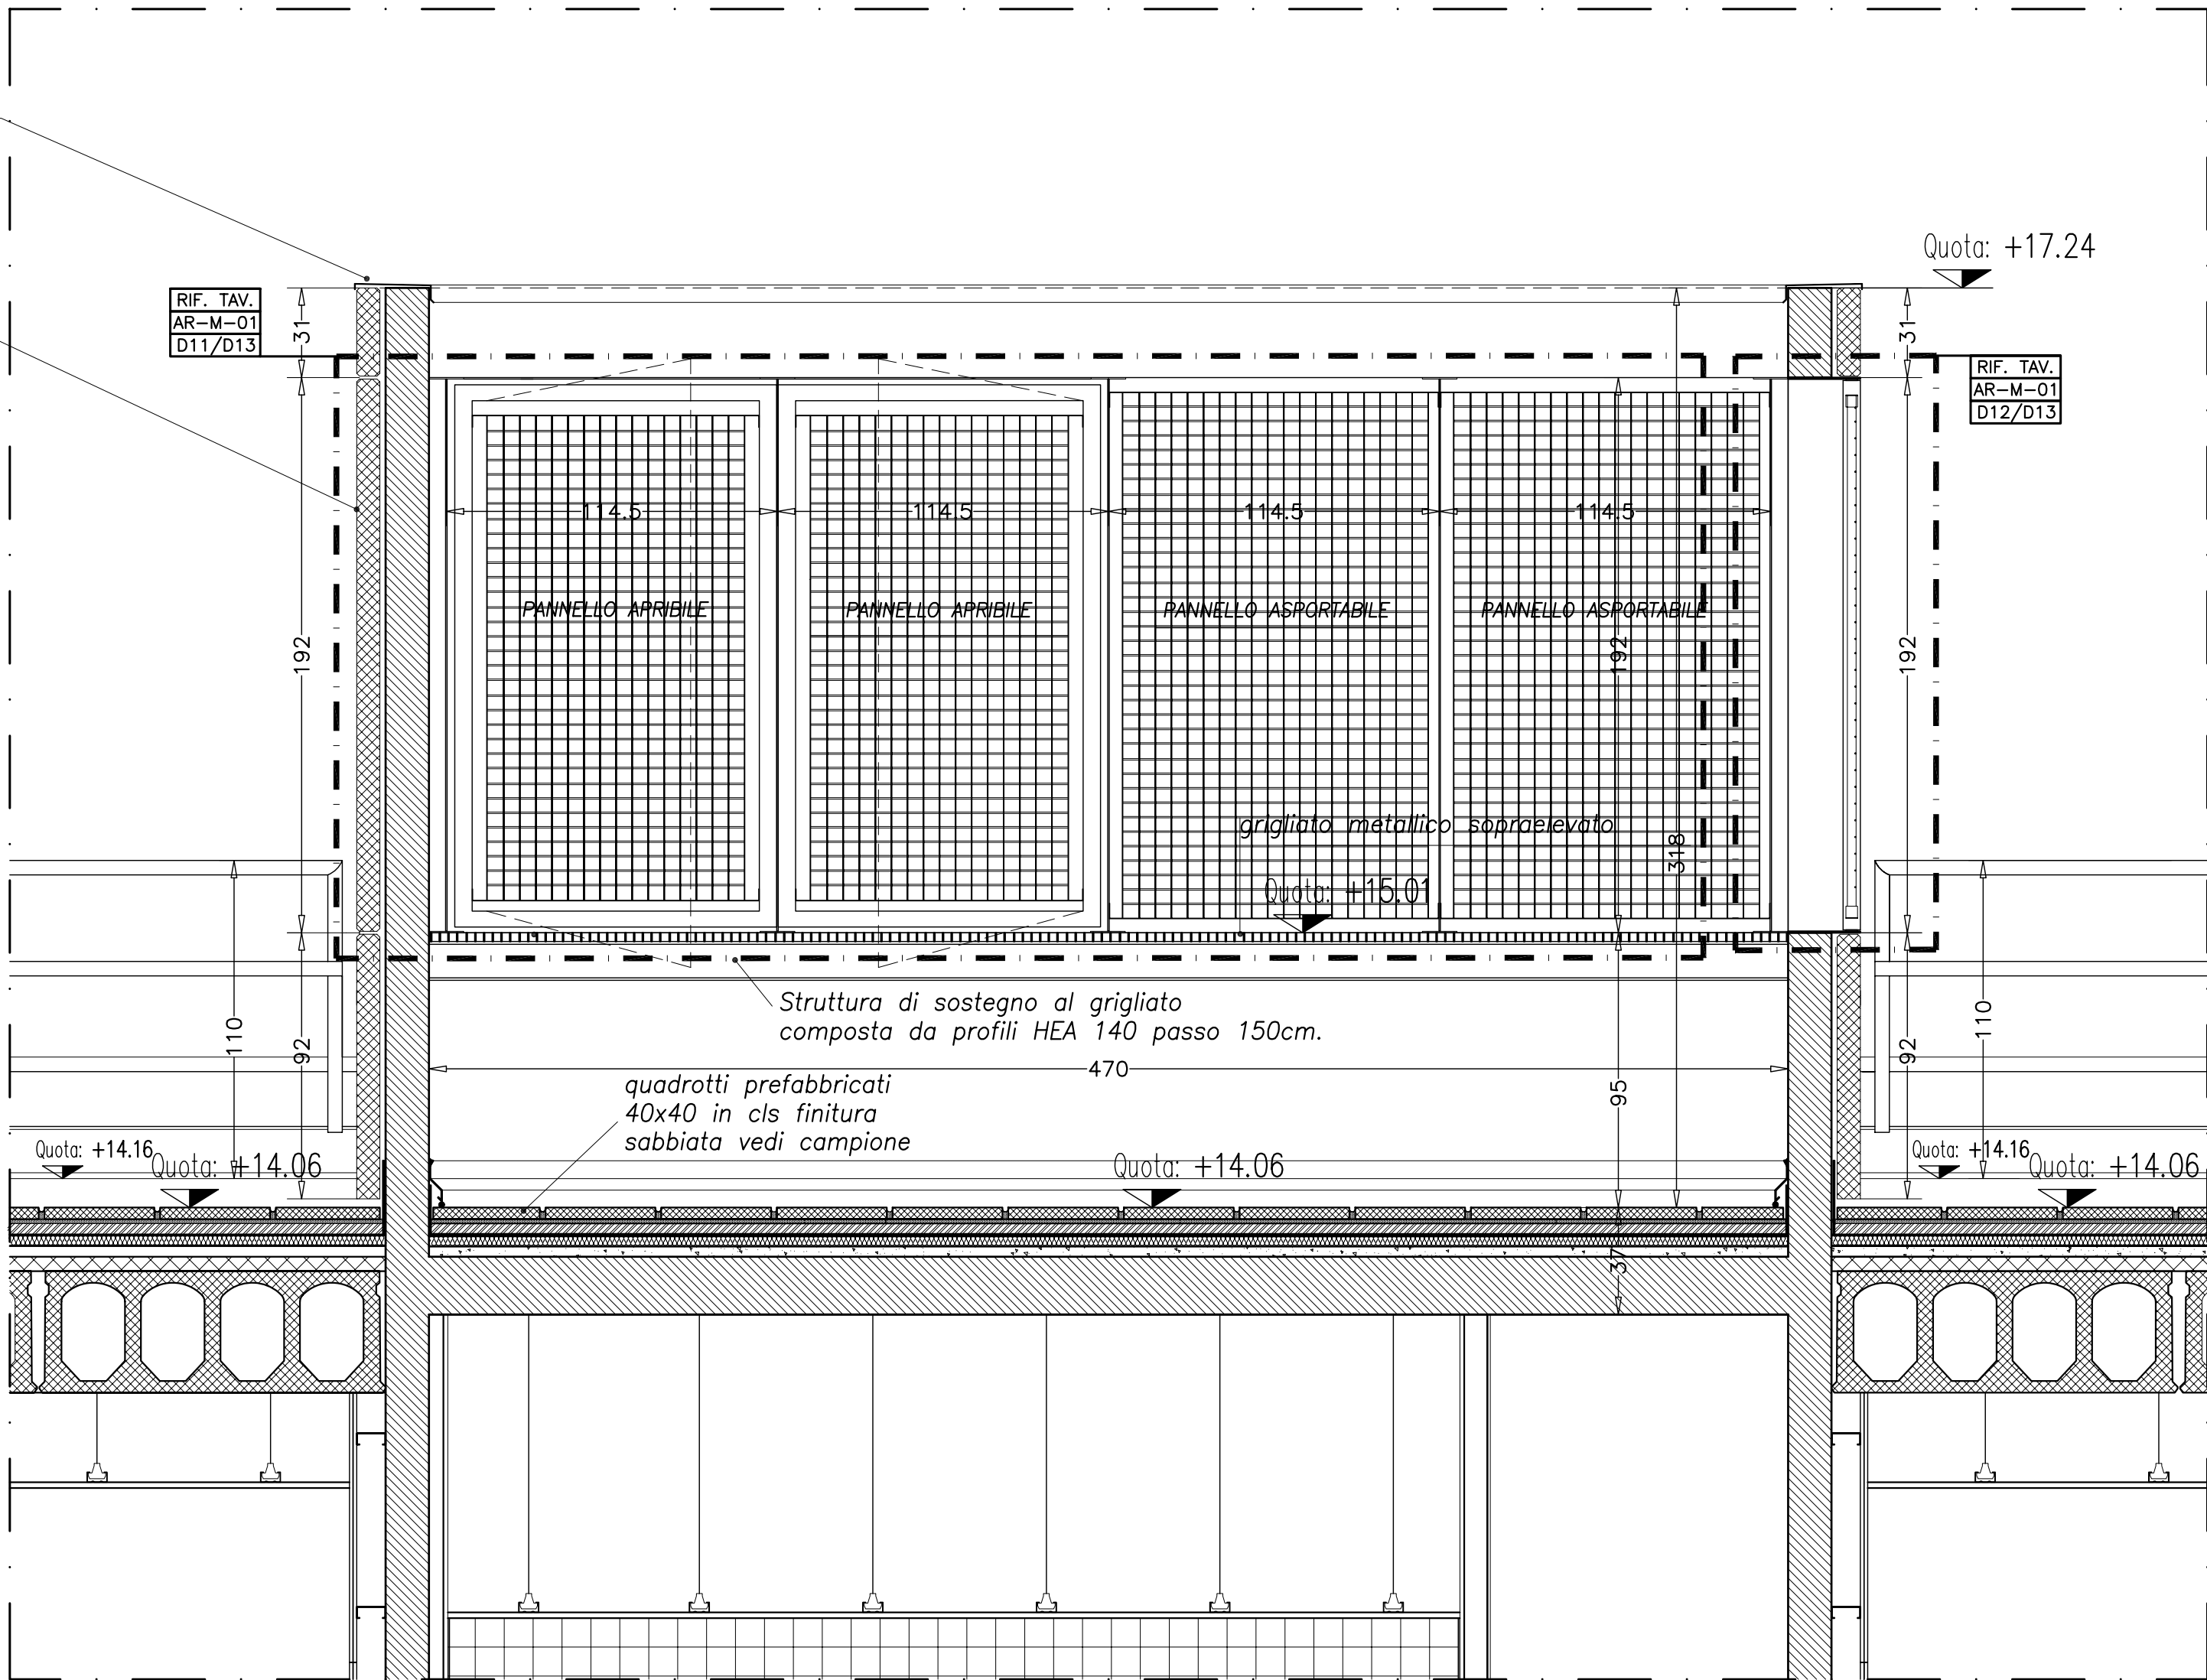 Quota: +17.24
RIF. TAV.
AR-M-01
D11/D13
31
31
RIF. TAV.
AR-M-01
D12/D13
114.5
114.5
114.5
114.5
PANNELLO APRIBILE
PANNELLO APRIBILE
PANNELLO ASPORTABILE
PANNELLO ASPORTABILE
192
192
192
grigliato metallico sopraelevato
318
Quota: +15.01
Struttura di sostegno al grigliato
composta da profili HEA 140 passo 150cm.
110
92
470
95
92
110
quadrotti prefabbricati
40x40 in cls finitura
sabbiata vedi campione
Quota: +14.16
Quota: +14.06
Quota: +14.06
Quota: +14.16
Quota: +14.06
37